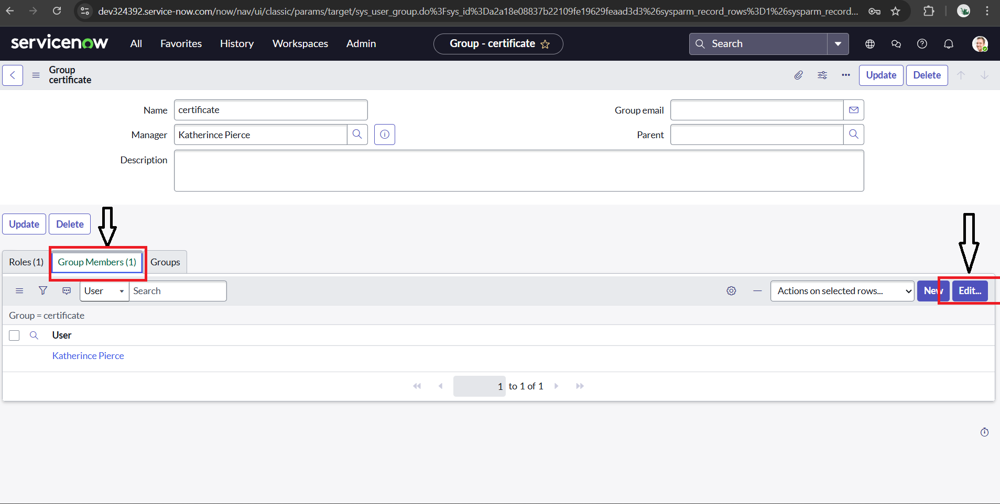 dev324392.service-now.com/now/nav/ui/classic/params/target/sys_user_group.do%3Fsys_id%3Da2a18e08837b22109fe19629feaad3d3%26sysparm_record_rows%3D1%26sysparm_record...
servicenow All Favorites History Workspaces Admin Group - certificate Search
Group
certificate
Update Delete
Name certificate Group email
Manager Katherince Pierce Parent
Description
Update Delete
Roles (1) Group Members (1) Groups
User Search Actions on selected rows... New Edit...
Group = certificate
User
Katherince Pierce
1 to 1 of 1